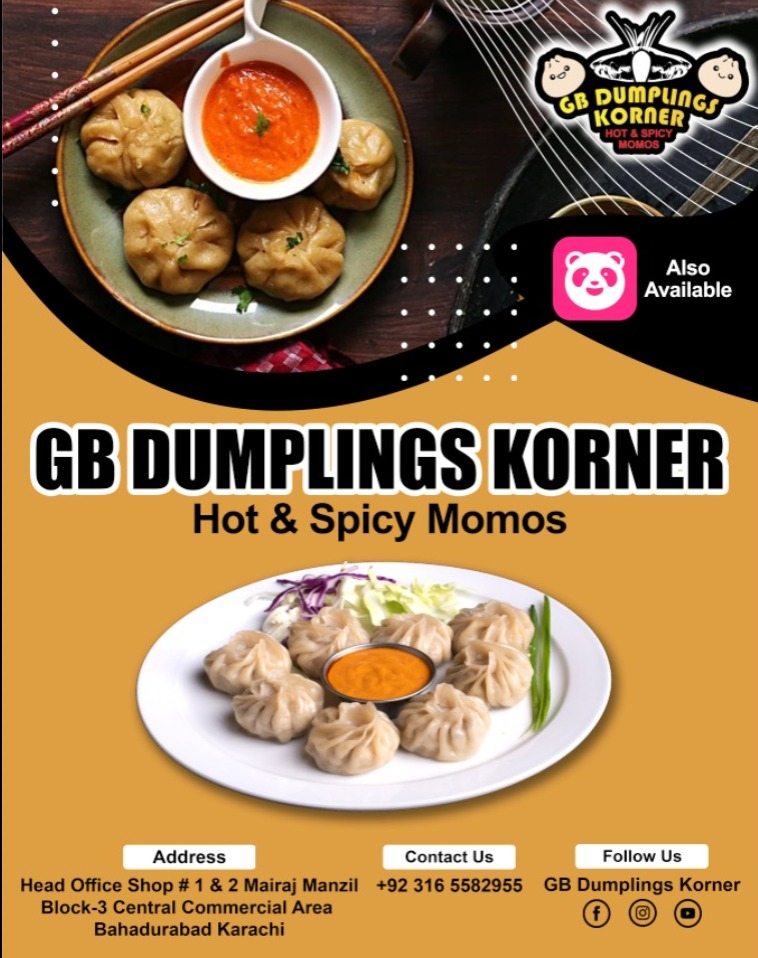 GB DUMPLINGS
KORNER
HOT & SPICY
MOMOS
Also
Available
GB DUMPLINGS KORNER
Hot & Spicy Momos
Address
Head Office Shop # 1 & 2 Mairaj Manzil
Block-3 Central Commercial Area
Bahadurabad Karachi
Contact Us
+92 316 5582955
Follow Us
GB Dumplings Korner